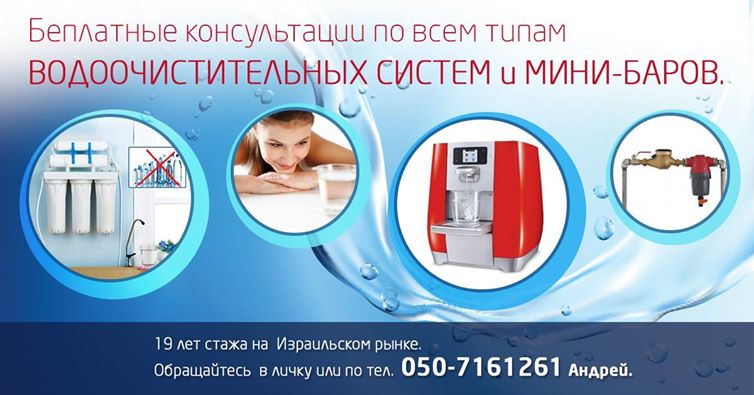 Беплатные консультации по всем типам
ВОДООЧИСТИТЕЛЬНЫХ СИСТЕМ и МИНИ-БАРОВ.
19 лет стажа на Израильском рынке.
Обращайтесь в личку или по тел. 050-7161261 Андрей.